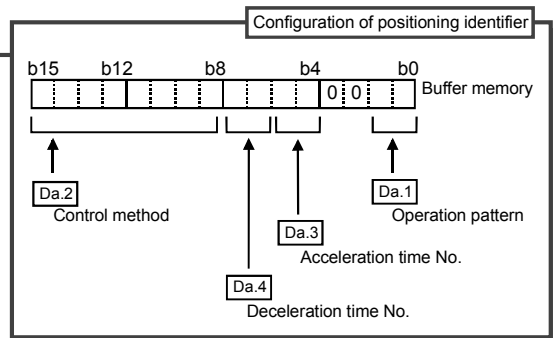 Configuration of positioning identifier
b15 b12 b8 b4 b0
0 0 Buffer memory
Da.2 Da.1
Control method Operation pattern
Da.3
Acceleration time No.
Da.4
Deceleration time No.